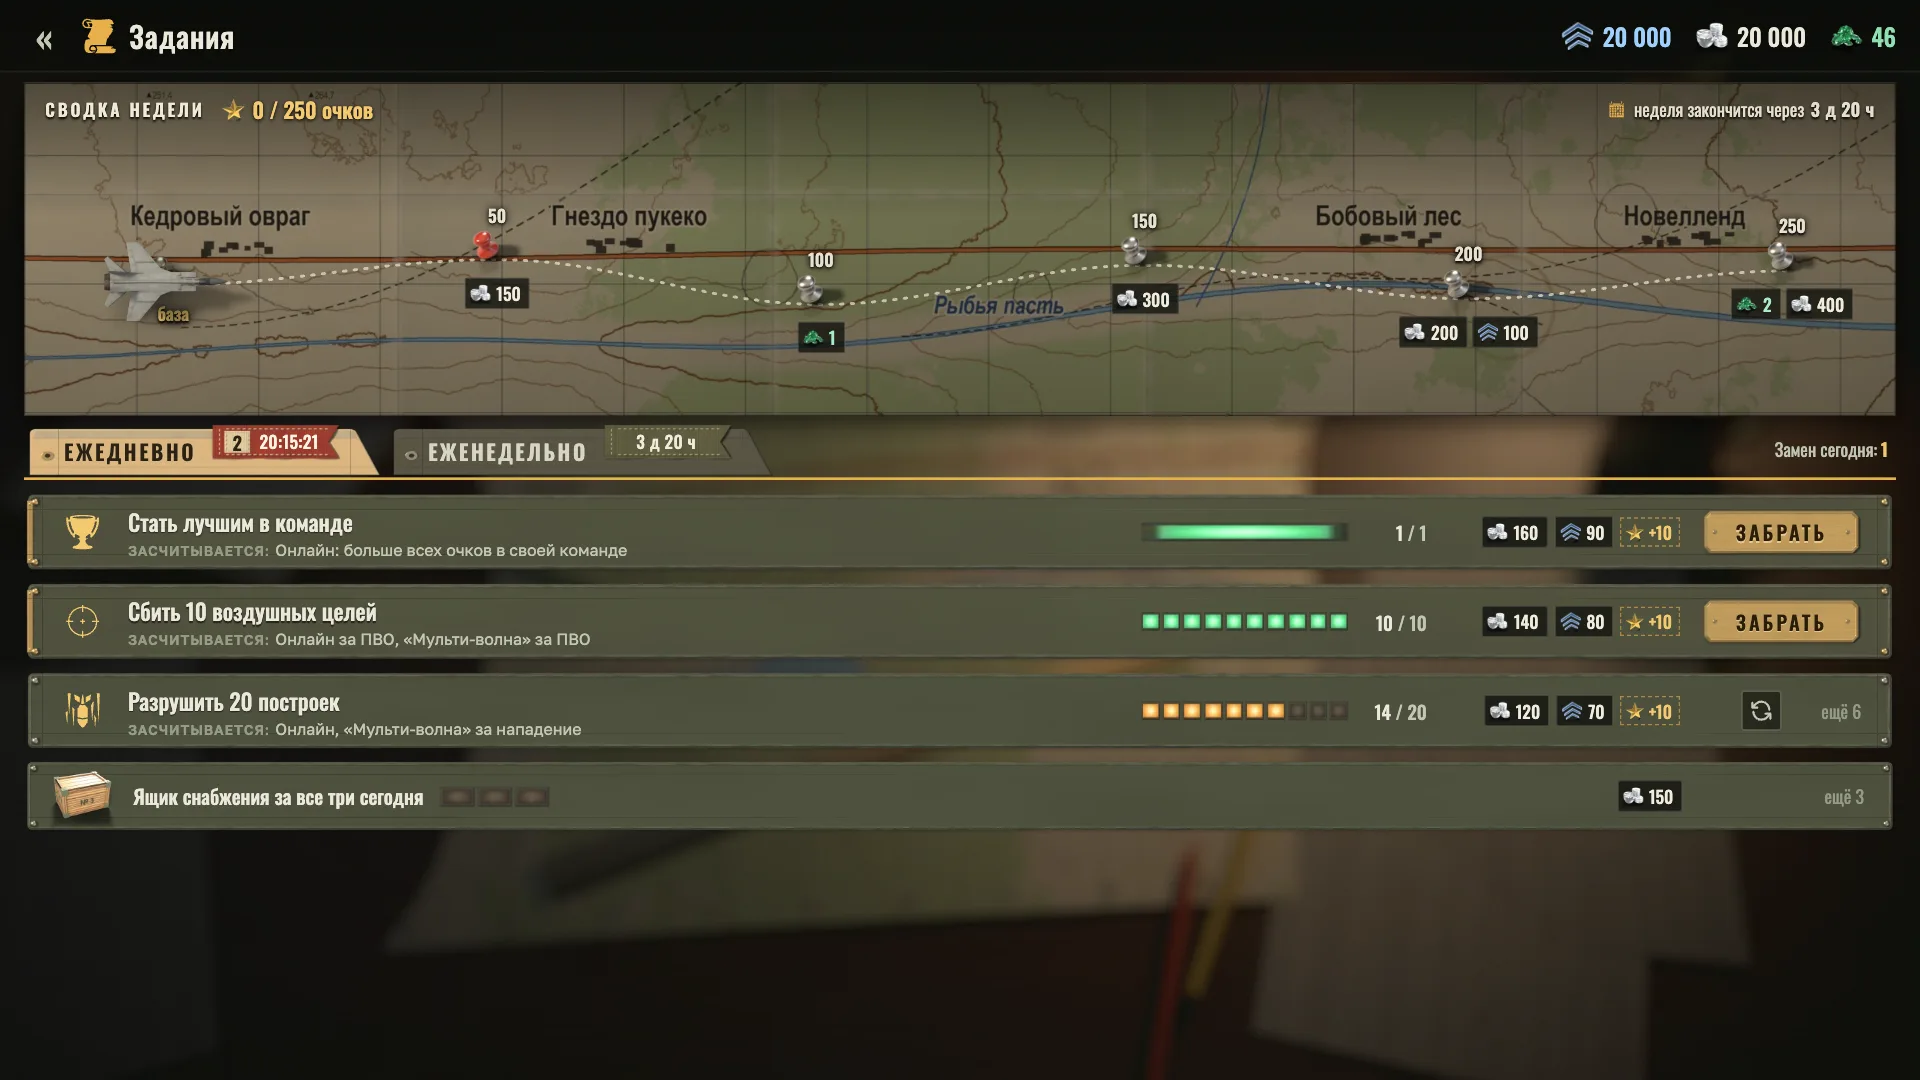 « Задания
20 000
20 000
46
СВОДКА НЕДЕЛИ
0 / 250 очков
неделя закончится через 3 д 20 ч
Кедровый овраг
50
Гнездо пукеко
150
Бобовый лес
Новелленд
250
100
200
база
150
Рыбья пасть
300
2
400
1
200
100
ЕЖЕДНЕВНО
2
20:15:21
ЕЖЕНЕДЕЛЬНО
3 д 20 ч
Замен сегодня: 1
Стать лучшим в команде
ЗАСЧИТЫВАЕТСЯ: Онлайн: больше всех очков в своей команде
1 / 1
160
90
+10
ЗАБРАТЬ
Сбить 10 воздушных целей
ЗАСЧИТЫВАЕТСЯ: Онлайн за ПВО, «Мульти-волна» за ПВО
10 / 10
140
80
+10
ЗАБРАТЬ
Разрушить 20 построек
ЗАСЧИТЫВАЕТСЯ: Онлайн, «Мульти-волна» за нападение
14 / 20
120
70
+10
ещё 6
Ящик снабжения за все три сегодня
150
ещё 3